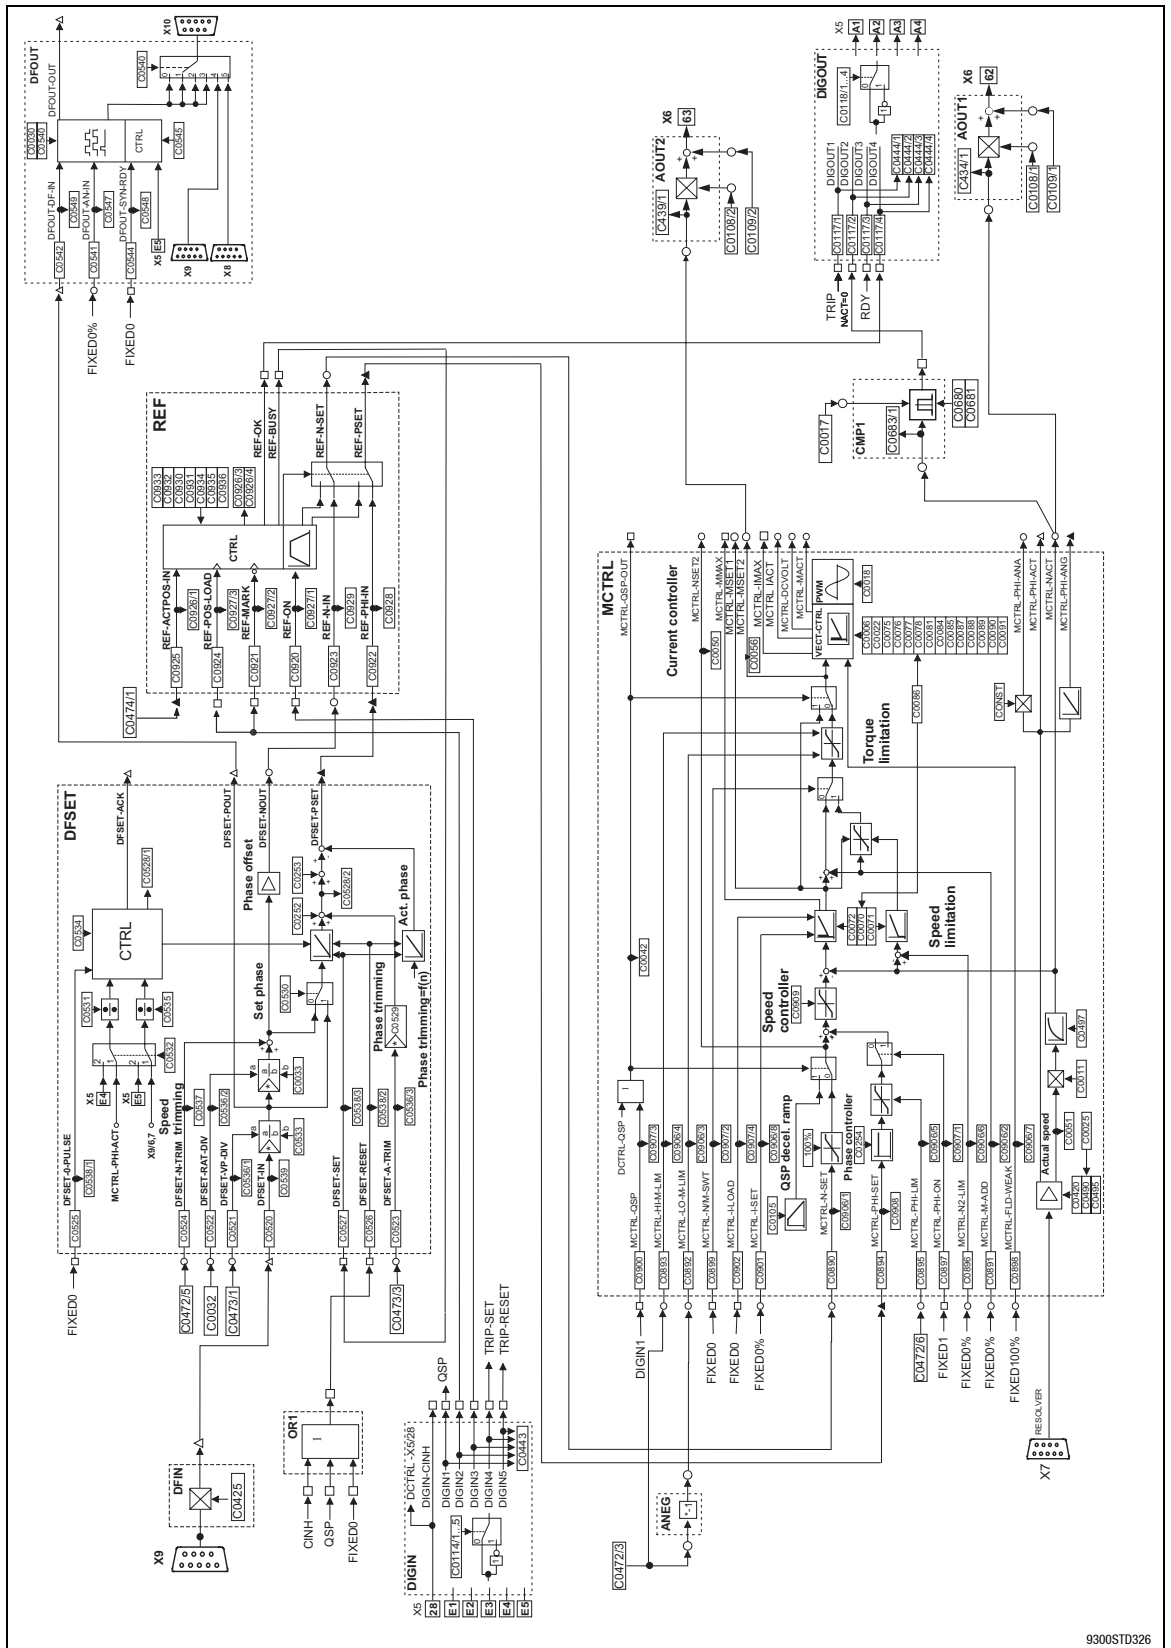 X10
DFOUT
DFOUT-OUT
C0540
0
1
2
3
4
5
C0030
C0540
CTRL
C0545
DFOUT-DF-IN
C0549
DFOUT-AN-IN
C0547
DFOUT-SYN-RDY
C0548
C0542
C0541
C0544
X5 E5
X9
X8
FIXED0%
FIXED0
REF
REF-OK
REF-BUSY
REF-N-SET
REF-PSET
C0933
C0932
C0930
C0931
C0934
C0935
C0936
C0926/3
C0926/4
CTRL
REF-ACTPOS-IN
C0926/1
REF-POS-LOAD
C0927/3
REF-MARK
C0927/2
REF-ON
C0927/1
REF-N-IN
C0929
REF-PHI-IN
C0928
C0925
C0924
C0921
C0920
C0923
C0922
C0474/1
DFSET
DFSET-ACK
DFSET-POUT
DFSET-NOUT
DFSET-PSET
C0528/1
C0534
CTRL
Phase offset
C0253
C0528/2
C0252
Act. phase
C0531
C0535
C0532
Set phase
C0530
0
1
Phase trimming
C0529
Phase trimming=f(n)
X5
E4
X5
E5
MCTRL-PHI-ACT
X9/6,7
Speed trimming
C0537
C0536/2
C0033
a
b
C0533
C0539
C0536/1
C0538/3
C0538/2
C0536/3
DFSET-0-PULSE
C0538/1
DFSET-N-TRIM
DFSET-RAT-DIV
DFSET-VP-DIV
DFSET-IN
DFSET-SET
DFSET-RESET
DFSET-A-TRIM
C0525
C0524
C0522
C0521
C0520
C0527
C0526
C0523
FIXED0
C0472/5
C0032
C0473/1
C0473/3
DFIN
C0425
X9
OR1
1
CINH
QSP
FIXED0
DIGIN
DCTRL -X5/28
DIGIN-CINH
DIGIN1
DIGIN2
DIGIN3
DIGIN4
DIGIN5
C0443
C0114/1...5
0
1
1
X5
28
E1
E2
E3
E4
E5
QSP
TRIP-SET
TRIP-RESET
X6
63
AOUT2
C439/1
C0108/2
C0109/2
X5
A1
A2
A3
A4
DIGOUT
C0118/1...4
0
1
1
DIGOUT1
DIGOUT2
DIGOUT3
DIGOUT4
C0444/1
C0444/2
C0444/3
C0444/4
C0117/1
C0117/2
C0117/3
C0117/4
TRIP
NACT=0
RDY
X6
62
AOUT1
C434/1
C0108/1
C0109/1
CMP1
C0017
C0683/1
C0680
C0681
MCTRL
MCTRL-QSP-OUT
Current controller
MCTRL-NSET2
C0050
MCTRL-MMAX
MCTRL-MSET1
MCTRL-MSET2
C0056
MCTRL-IMAX
MCTRL IACT
MCTRL-DCVOLT
MCTRL-MACT
VECT-CTRL
PWM
C0018
C0006
C0022
C0075
C0076
C0077
C0078
C0081
C0084
C0085
C0087
C0088
C0089
C0090
C0091
C0086
MCTRL-PHI-ANA
MCTRL-PHI-ACT
MCTRL-NACT
MCTRL-PHI-ANG
CONST
Torque limitation
C0042
C0072
C0070
C0071
Speed limitation
Speed controller
C0909
C0497
C0011
DCTRL-QSP
1
QSP decel. ramp
C0105
100%
Phase controller
C0254
MCTRL-QSP
C0907/3
MCTRL-HI-M-LIM
C0906/4
MCTRL-LO-M-LIM
C0906/3
MCTRL-N/M-SWT
C0907/2
MCTRL-I-LOAD
C0907/4
MCTRL-I-SET
C0906/8
MCTRL-N-SET
C0906/1
MCTRL-PHI-SET
C0908
MCTRL-PHI-LIM
C0906/5
MCTRL-PHI-ON
C0907/1
MCTRL-N2-LIM
C0906/6
MCTRL-M-ADD
C0906/2
MCTRL-FLD-WEAK
C0906/7
Actual speed
C0051
C0025
C0420
C0490
C0495
C0900
C0893
C0892
C0899
C0902
C0901
C0890
C0894
C0895
C0897
C0896
C0891
C0898
DIGIN1
FIXED0
FIXED0
FIXED0%
C0472/6
FIXED1
FIXED0%
FIXED0%
FIXED100%
RESOLVER
X7
ANEG
*-1
C0472/3
9300STD326